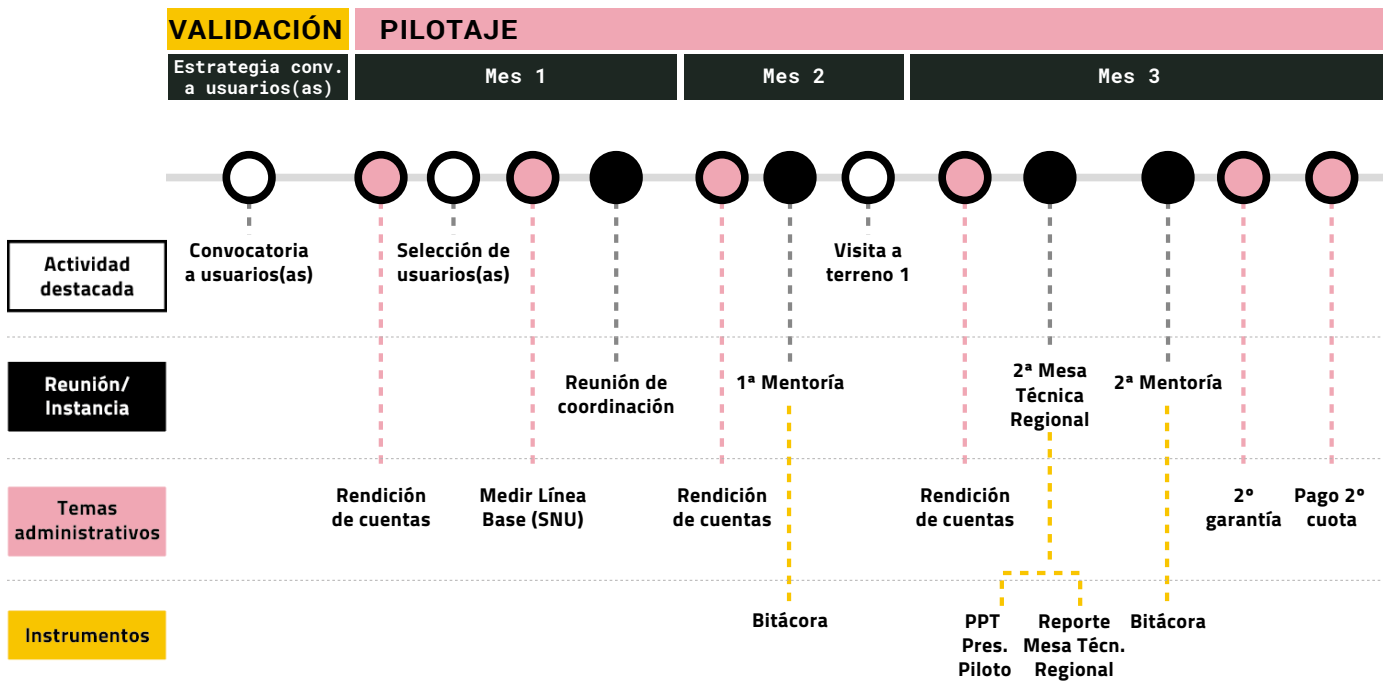 VALIDACIÓN
PILOTAJE
Estrategia conv.
a usuarios(as)
Mes 1
Mes 2
Mes 3
Actividad
destacada
Convocatoria
a usuarios(as)
Selección de
usuarios(as)
Visita a
terreno 1
Reunión/
Instancia
Reunión de
coordinación
1ª Mentoría
2ª Mesa
Técnica
Regional
2ª Mentoría
Temas
administrativos
Rendición
de cuentas
Medir Línea
Base (SNU)
Rendición
de cuentas
Rendición
de cuentas
2º
garantía
Pago 2º
cuota
Instrumentos
Bitácora
PPT
Pres.
Piloto
Reporte
Mesa Técn.
Regional
Bitácora